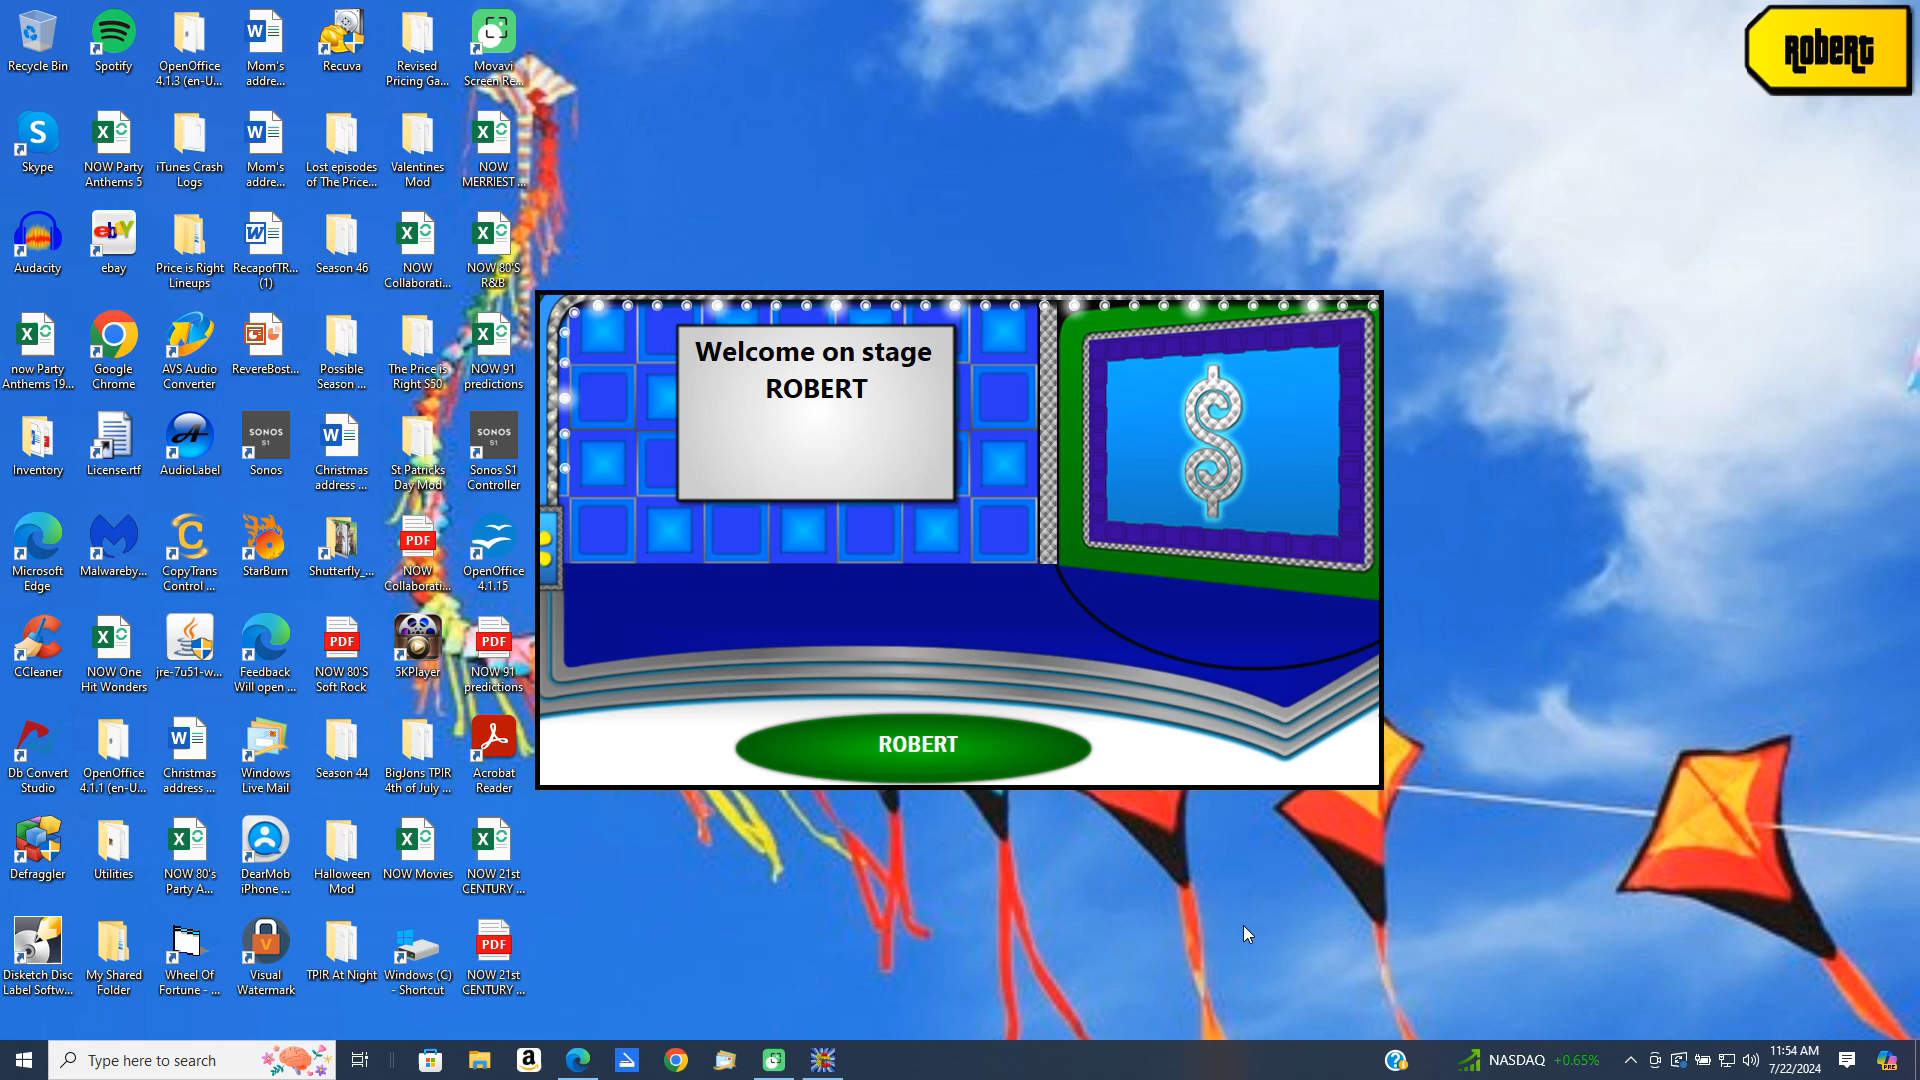 Recycle Bin
Spotify
OpenOffice
4.1.3 (en-U...
Mom's
addre...
Recuva
Revised
Pricing Ga...
Movavi
Screen Re...
Robert
Skype
NOW Party
Anthems 5
iTunes Crash
Logs
Mom's
addre...
Lost episodes
of The Price...
Valentines
Mod
NOW
MERRIEST ...
Audacity
ebay
Price is Right
Lineups
RecapofTR...
(1)
Season 46
NOW
Collaborati...
NOW 80'S
R&B
now Party
Anthems 19...
Google
Chrome
AVS Audio
Converter
RevereBost...
Possible
Season ...
The Price is
Right S50
NOW 91
predictions
Inventory
License.rtf
AudioLabel
SONOS
S1
Sonos
Christmas
address ...
St Patricks
Day Mod
SONOS
S1
Sonos S1
Controller
Microsoft
Edge
Malwareby...
CopyTrans
Control ...
StarBurn
Shutterfly_...
PDF
NOW
Collaborati...
OpenOffice
4.1.15
CCleaner
NOW One
Hit Wonders
jre-7u51-w...
Feedback
Will open ...
PDF
NOW 80'S
Soft Rock
5KPlayer
PDF
NOW 91
predictions
Db Convert
Studio
OpenOffice
4.1.1 (en-U...
Christmas
address ...
Windows
Live Mail
Season 44
BigJons TPIR
4th of July ...
Acrobat
Reader
Defraggler
Utilities
NOW 80's
Party A...
DearMob
iPhone ...
Halloween
Mod
NOW Movies
NOW 21st
CENTURY ...
Disketch Disc
Label Softw...
My Shared
Folder
Wheel Of
Fortune - ...
Visual
Watermark
TPIR At Night
Windows (C)
- Shortcut
PDF
NOW 21st
CENTURY ...
Welcome on stage
ROBERT
ROBERT
Type here to search
NASDAQ +0.65%
11:54 AM
7/22/2024